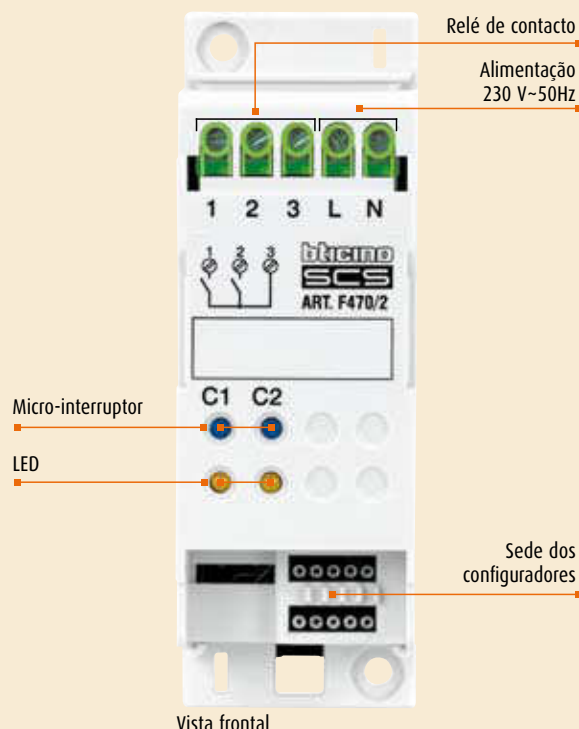 Relé de contacto
Alimentação
230 V~50Hz
1 2 3 L N
1 2 3
bticino
SCS
ART. F470/2
C1 C2
Micro-interruptor
LED
Sede dos
configuradores
Vista frontal